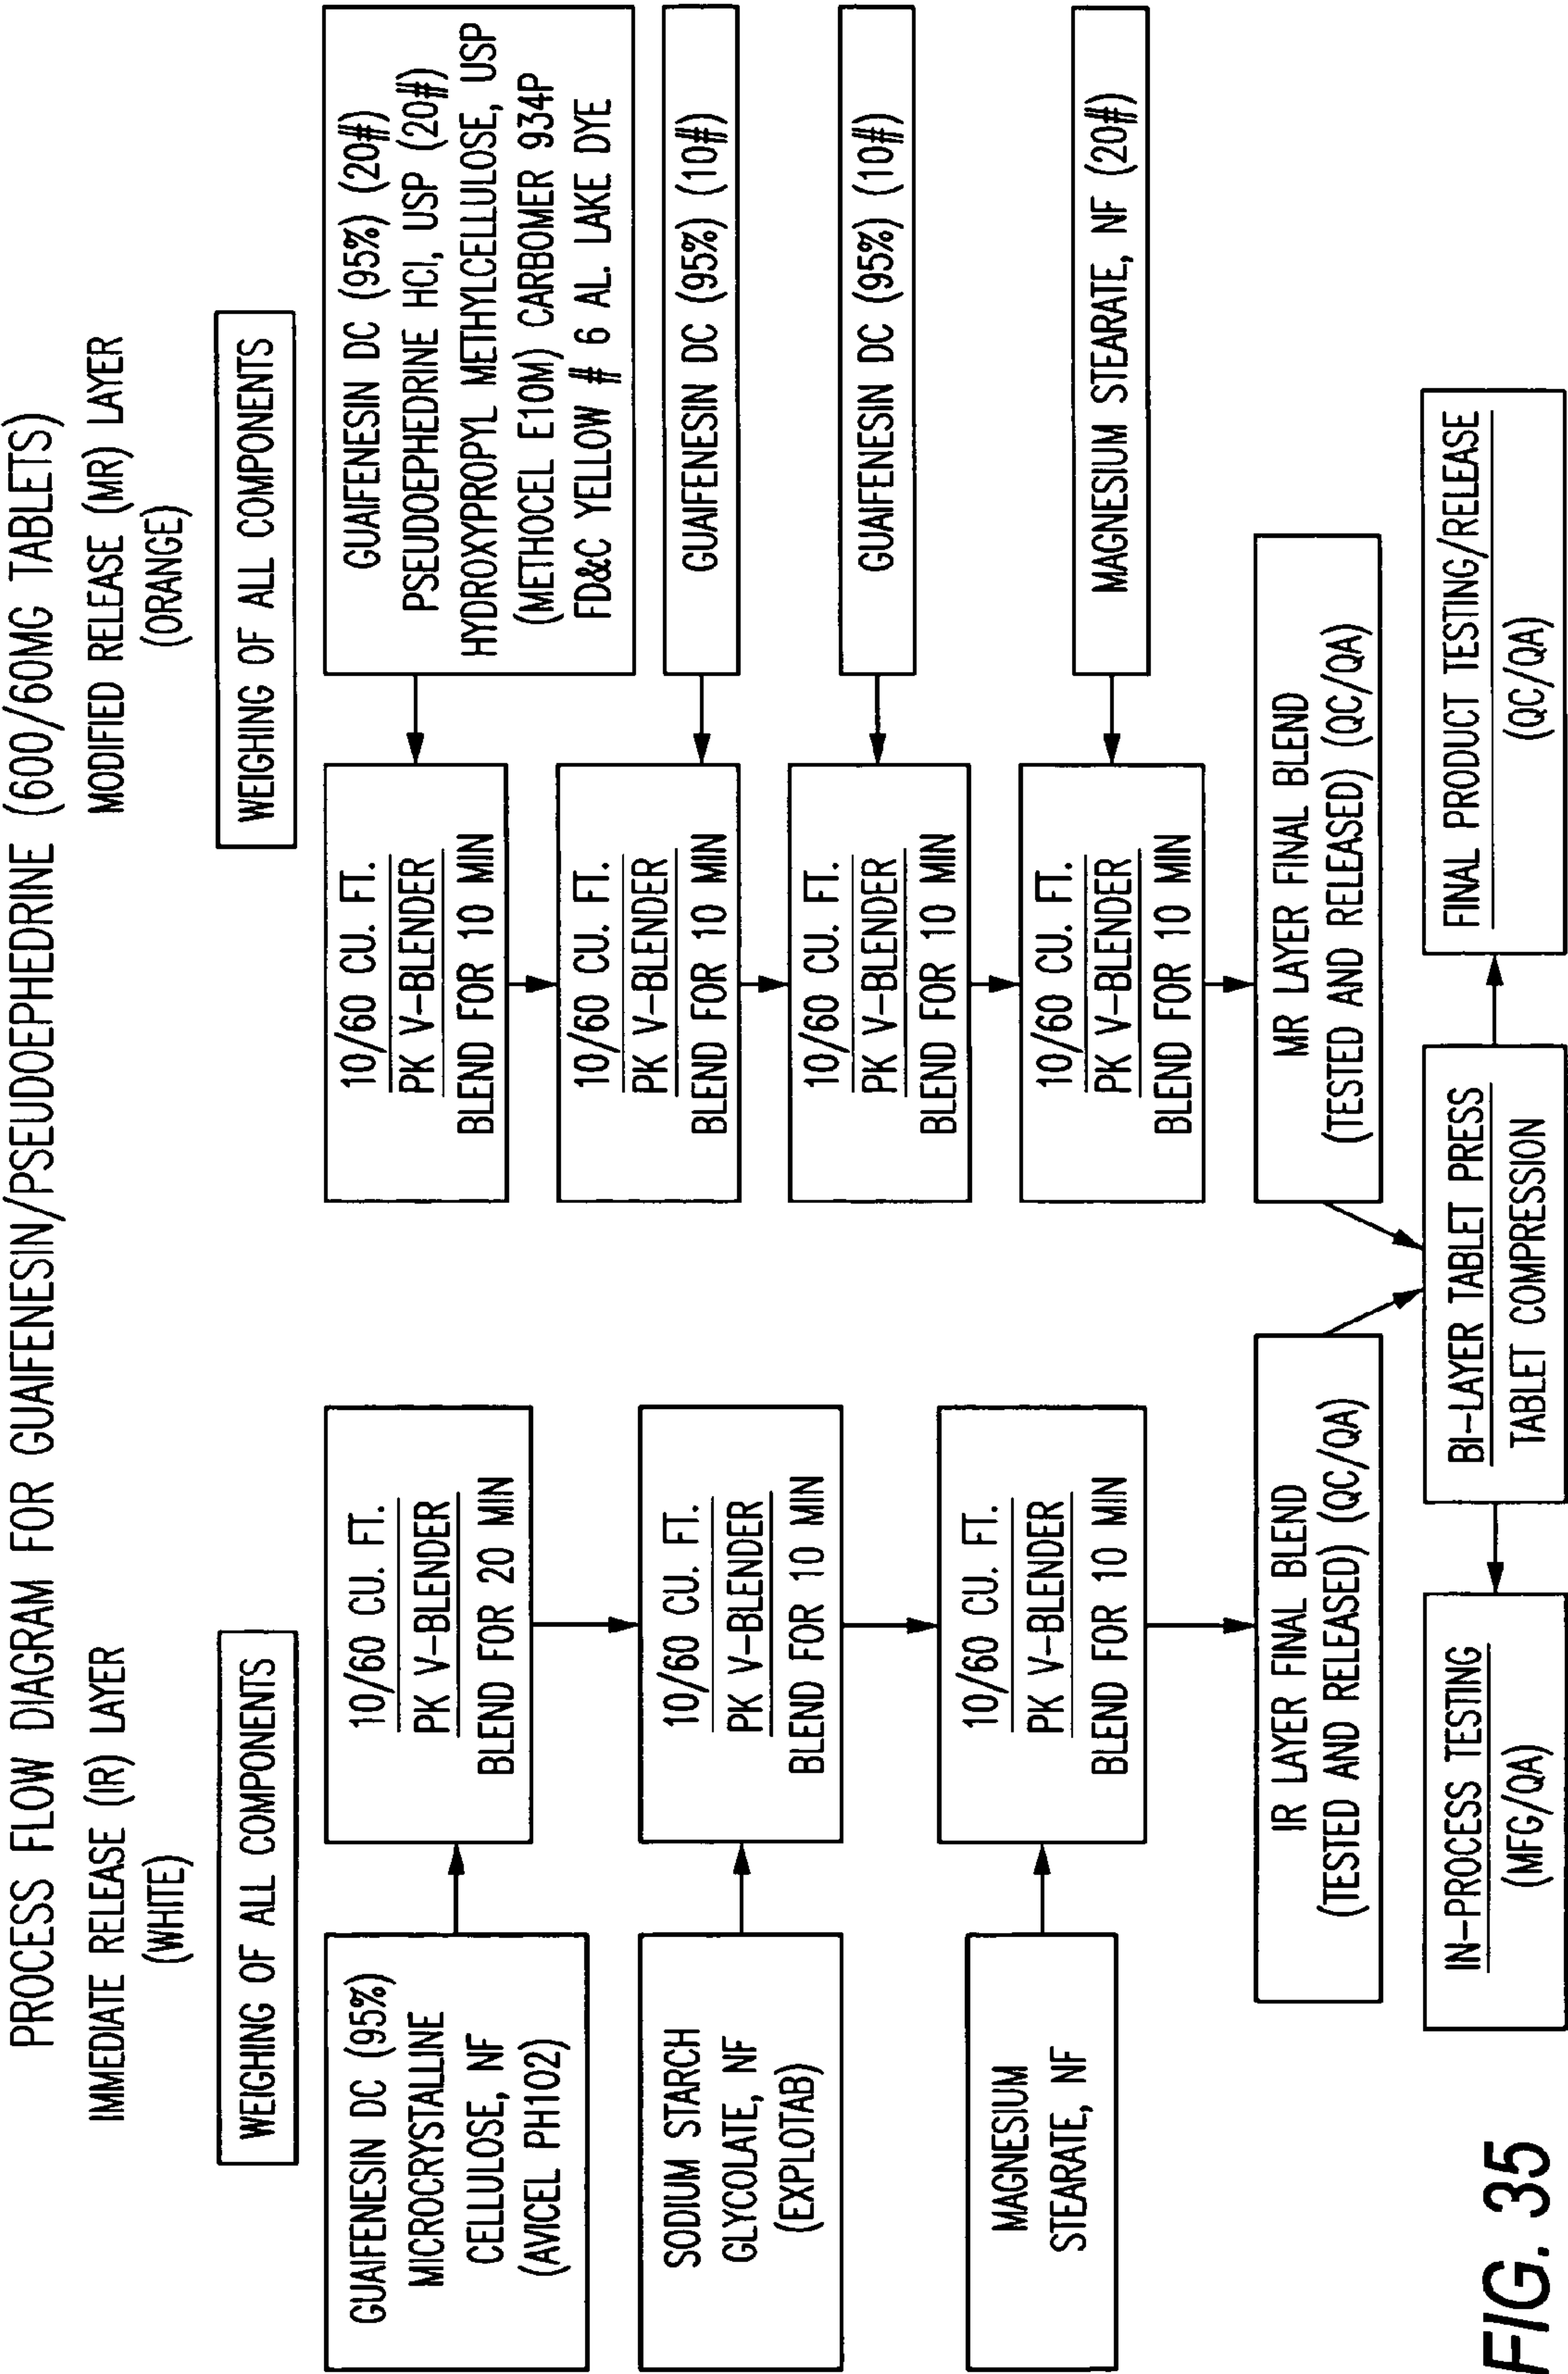 PROCESS FLOW DIAGRAM FOR GUAIFENESIN/PSEUDOEPHEDRINE (600/60MG TABLETS)
IMMEDIATE RELEASE (IR) LAYER
(WHITE)
WEIGHING OF ALL COMPONENTS
GUAIFENESIN DC (95%)
MICROCRYSTALLINE
CELLULOSE, NF
(AVICEL PH102)
10/60 CU. FT.
PK V-BLENDER
BLEND FOR 20 MIN
SODIUM STARCH
GLYCOLATE, NF
(EXPLOTAB)
10/60 CU. FT.
PK V-BLENDER
BLEND FOR 10 MIN
MAGNESIUM
STEARATE, NF
10/60 CU. FT.
PK V-BLENDER
BLEND FOR 10 MIN
IR LAYER FINAL BLEND
(TESTED AND RELEASED) (QC/QA)
MODIFIED RELEASE (MR) LAYER
(ORANGE)
WEIGHING OF ALL COMPONENTS
10/60 CU. FT.
PK V-BLENDER
BLEND FOR 10 MIN
GUAIFENESIN DC (95%) (20#)
PSEUDOEPHEDRINE HCl, USP (20#)
HYDROXYPROPYL METHYLCELLULOSE, USP
(METHOCEL E10M) CARBOMER 934P
FD&C YELLOW # 6 AL. LAKE DYE
10/60 CU. FT.
PK V-BLENDER
BLEND FOR 10 MIN
GUAIFENESIN DC (95%) (10#)
10/60 CU. FT.
PK V-BLENDER
BLEND FOR 10 MIN
GUAIFENESIN DC (95%) (10#)
10/60 CU. FT.
PK V-BLENDER
BLEND FOR 10 MIN
MAGNESIUM STEARATE, NF (20#)
MR LAYER FINAL BLEND
(TESTED AND RELEASED) (QC/QA)
IN-PROCESS TESTING
(MFG/QA)
BI-LAYER TABLET PRESS
TABLET COMPRESSION
FINAL PRODUCT TESTING/RELEASE
(QC/QA)
FIG. 35